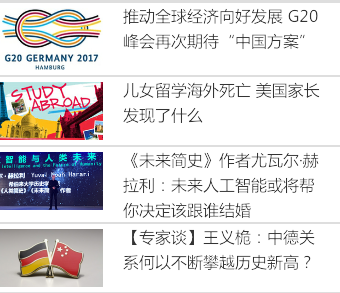 G20 GERMANY 2017
HAMBURG
推动全球经济向好发展 G20
峰会再次期待“中国方案”
STUDY
ABROAD
儿女留学海外死亡 美国家长
发现了什么
智能与人类未来
Yuval Noah Harari
《未来简史》作者尤瓦尔·赫
拉利：未来人工智能或将帮
你决定该跟谁结婚
【专家谈】王义桅：中德关
系何以不断攀越历史新高？